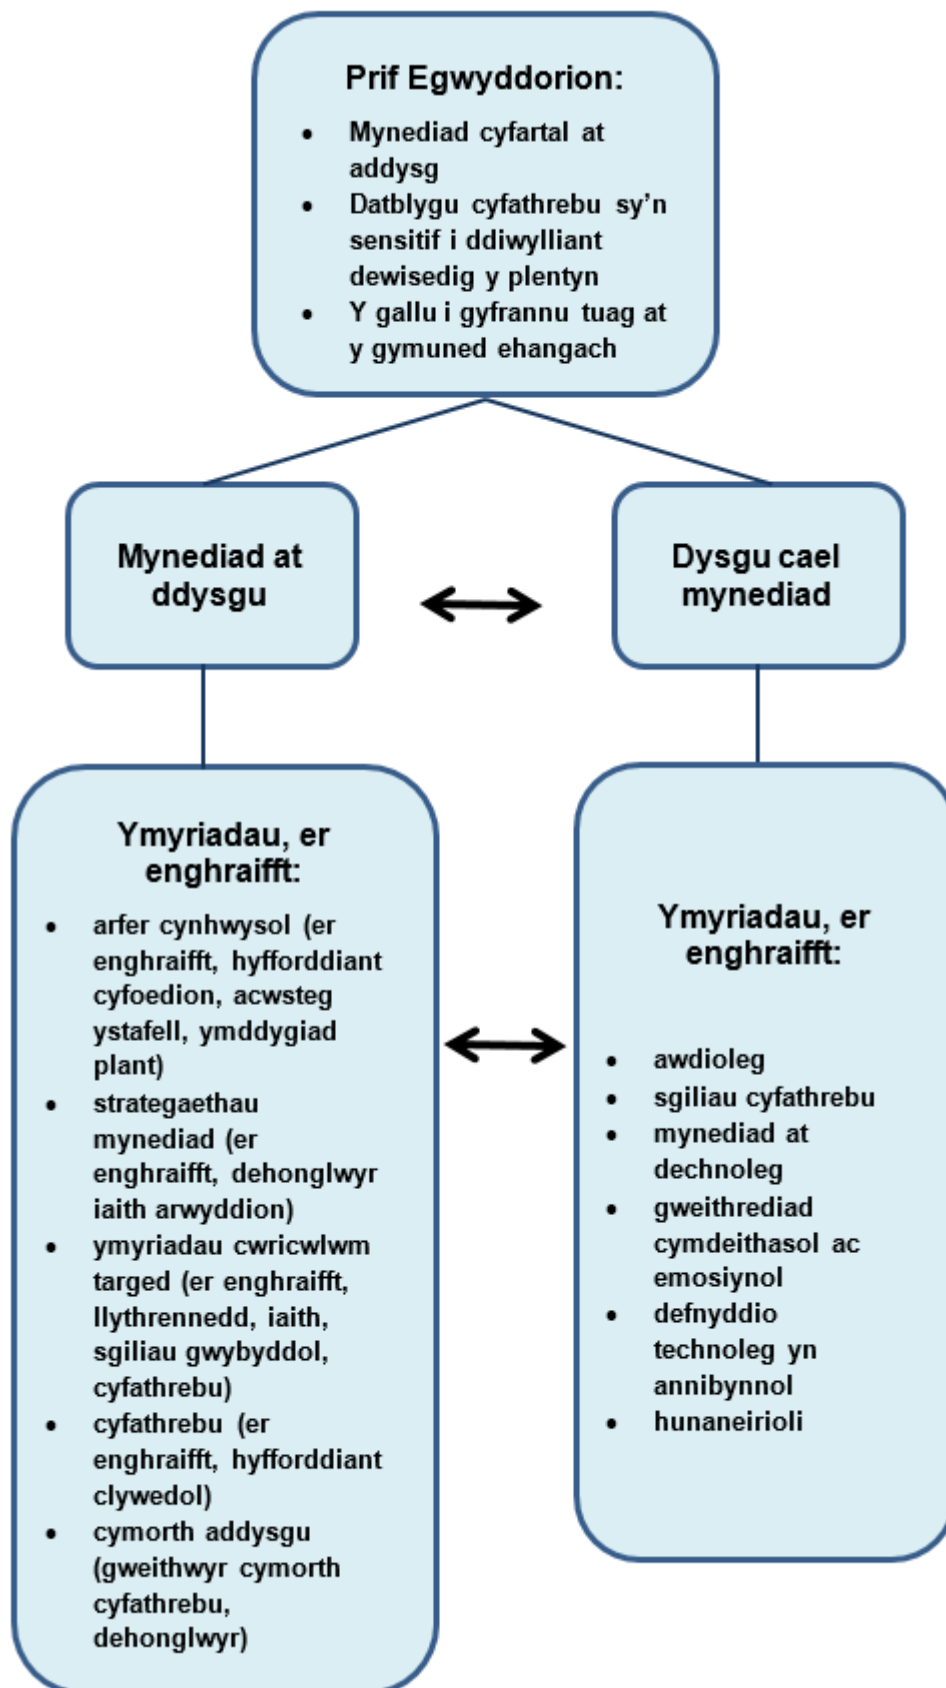 Prif Egwyddorion:
• Mynediad cyfartal at
addysg
• Datblygu cyfathrebu sy’n
sensitif i ddiwylliant
dewisedig y plentyn
• Y gallu i gyfrannu tuag at
y gymuned ehangach
Mynediad at
ddysgu
Dysgu cael
mynediad
Ymyriadau, er
enghraifft:
• arfer cynhwysol (er
enghraifft, hyfforddiant
cyfoedion, acwsteg
ystafell, ymddygiad
plant)
• strategaethau
mynediad (er
enghraifft, dehonglwyr
iaith arwyddion)
• ymyriadau cwricwlwm
targed (er enghraifft,
llythrennedd, iaith,
sgiliau gwybyddol,
cyfathrebu)
• cyfathrebu (er
enghraifft, hyfforddiant
clywedol)
• cymorth addysgu
(gweithwyr cymorth
cyfathrebu,
dehonglwyr)
Ymyriadau, er
enghraifft:
• awdioleg
• sgiliau cyfathrebu
• mynediad at
dechnoleg
• gweithrediad
cymdeithasol ac
emosiynol
• defnyddio
technoleg yn
annibynnol
• hunaneirioli